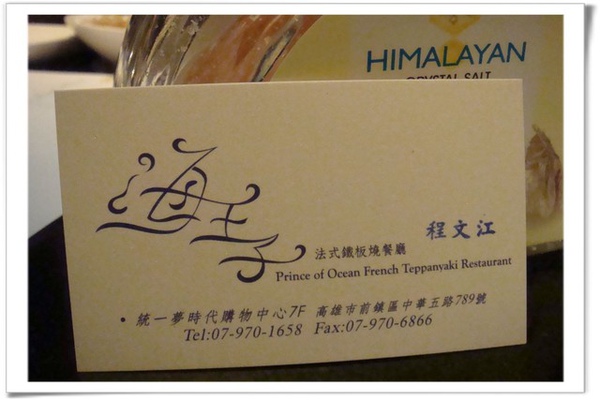 HIMALAYAN
CRYSTAL SALT
海王子
程文江
法式鐵板燒餐廳
Prince of Ocean French Teppanyaki Restaurant
• 統一夢時代購物中心7F 高雄市前鎮區中華五路789號
Tel:07-970-1658 Fax:07-970-6866